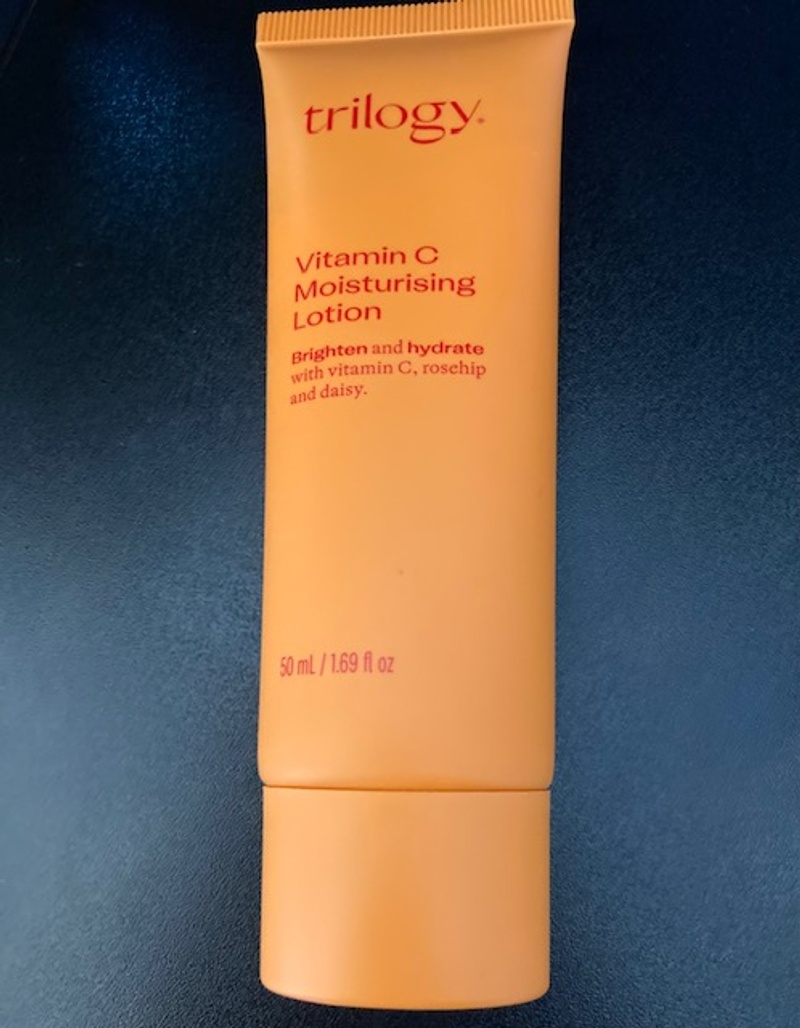 trilogy.
Vitamin C
Moisturising
Lotion
Brighten and hydrate
with vitamin C, rosehip
and daisy.
50 mL / 1.69 fl oz